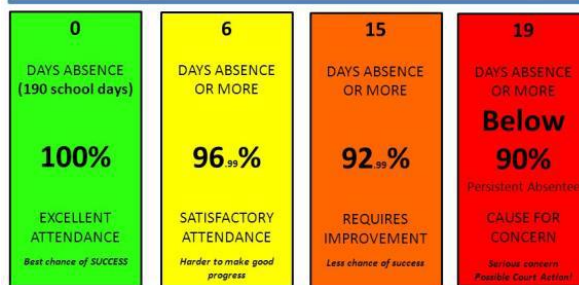 0
DAYS ABSENCE
(190 school days)
100%
EXCELLENT
ATTENDANCE
Best chance of SUCCESS
6
DAYS ABSENCE
OR MORE
96.99%
SATISFACTORY
ATTENDANCE
Harder to make good
progress
15
DAYS ABSENCE
OR MORE
92.99%
REQUIRES
IMPROVEMENT
Less chance of success
19
DAYS ABSENCE
OR MORE
Below
90%
Persistent Absentee
CAUSE FOR
CONCERN
Serious concern
Possible Court Action!